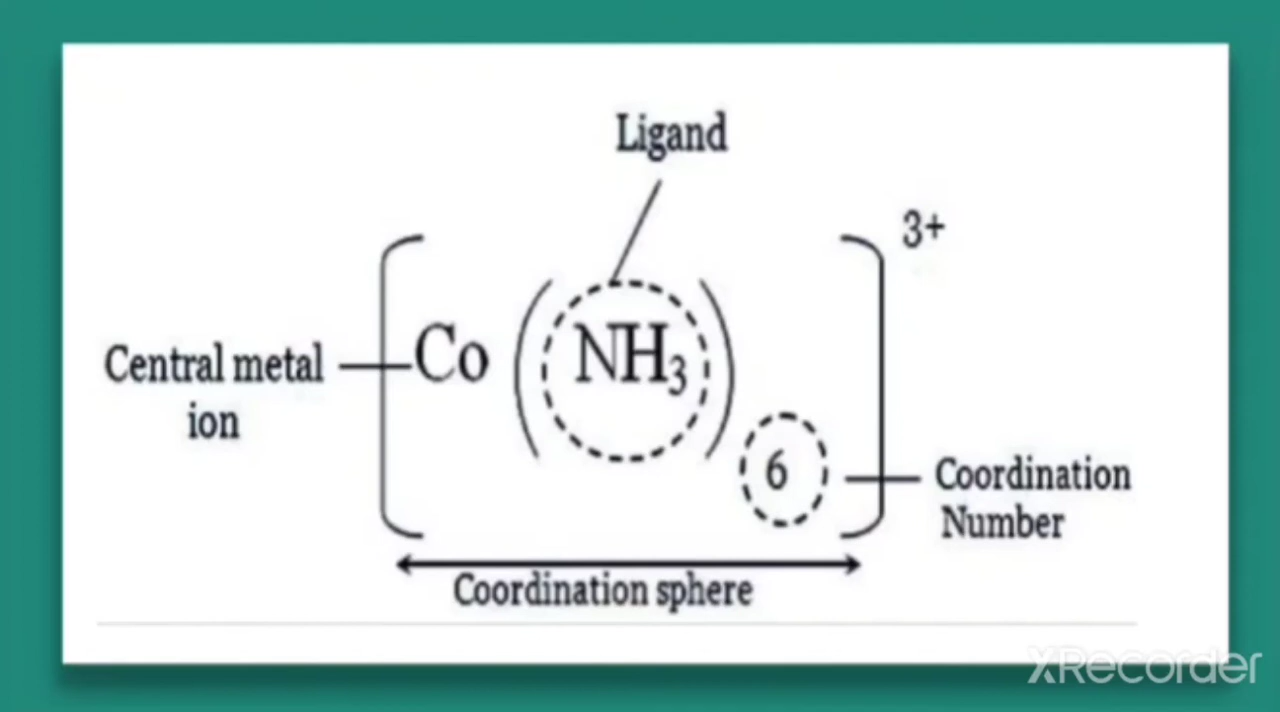 Ligand
3+
Central metal
ion
[Co(NH₃)₆]
Coordination
Number
Coordination sphere
XRecorder